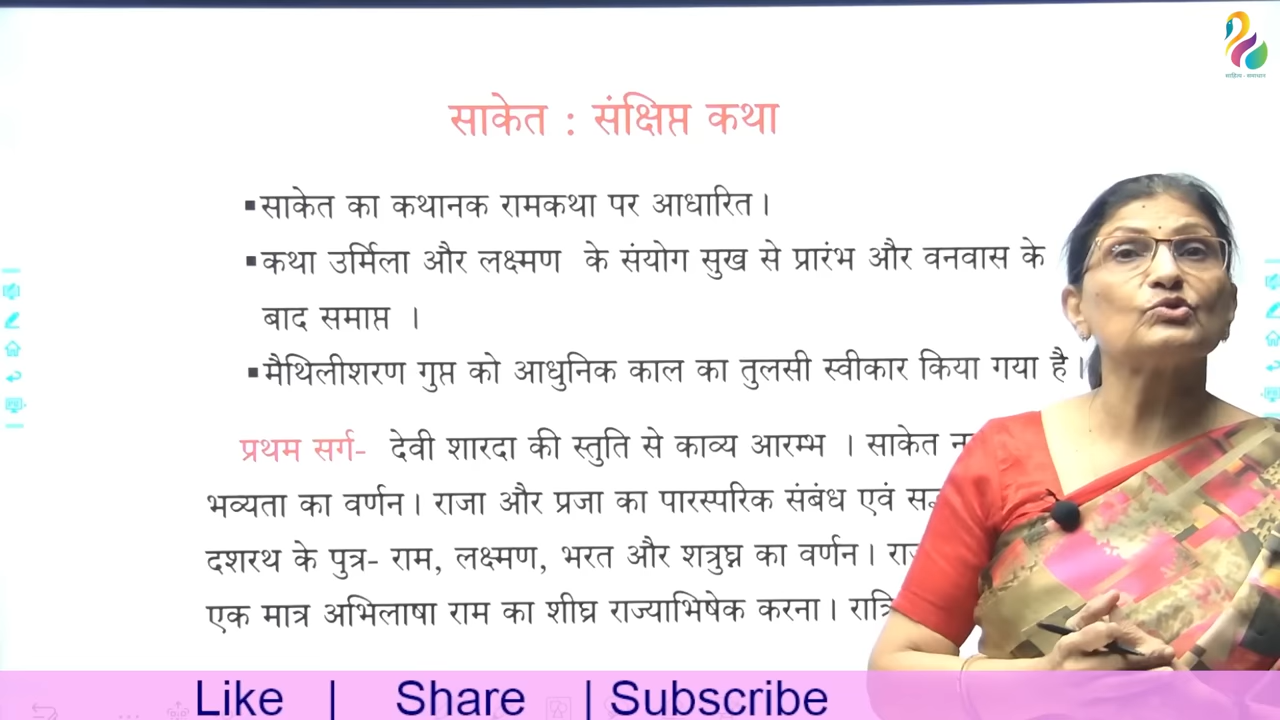 साहित्य - समाधान
साकेत : संक्षिप्त कथा
▪साकेत का कथानक रामकथा पर आधारित।
▪कथा उर्मिला और लक्ष्मण के संयोग सुख से प्रारंभ और वनवास के
बाद समाप्त ।
▪मैथिलीशरण गुप्त को आधुनिक काल का तुलसी स्वीकार किया गया है।
प्रथम सर्ग- देवी शारदा की स्तुति से काव्य आरम्भ । साकेत
भव्यता का वर्णन। राजा और प्रजा का पारस्परिक संबंध एवं
दशरथ के पुत्र- राम, लक्ष्मण, भरत और शत्रुघ्न का वर्णन।
एक मात्र अभिलाषा राम का शीघ्र राज्याभिषेक करना।
Like | Share | Subscribe